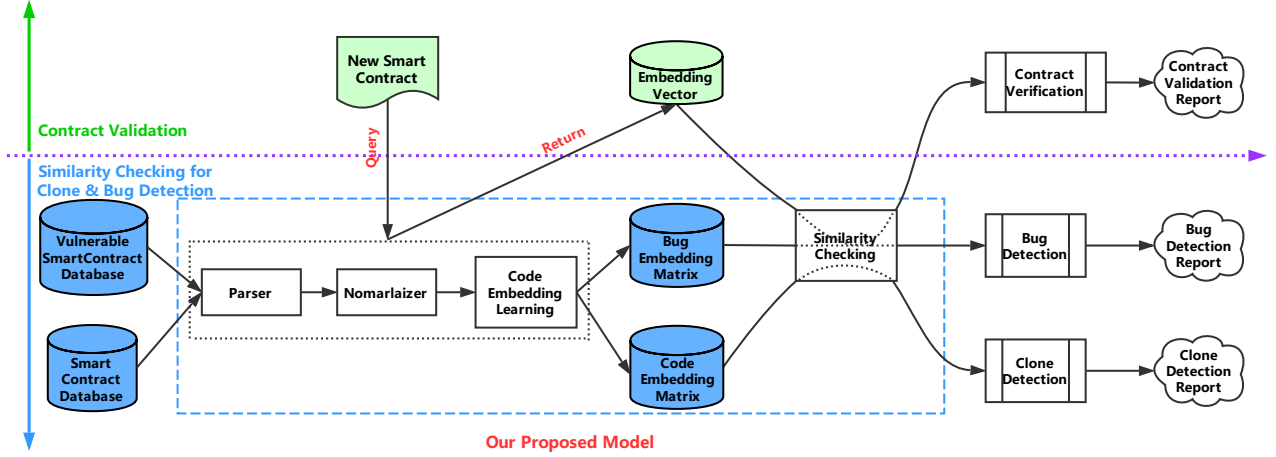 New Smart
Contract
Embedding
Vector
Contract
Verification
Contract
Validation
Report
Contract Validation
Query
Return
Similarity Checking for
Clone & Bug Detection
Vulnerable
SmartContract
Database
Smart
Contract
Database
Parser
Nomarlaizer
Code
Embedding
Learning
Bug
Embedding
Matrix
Code
Embedding
Matrix
Similarity
Checking
Bug
Detection
Bug
Detection
Report
Clone
Detection
Clone
Detection
Report
Our Proposed Model